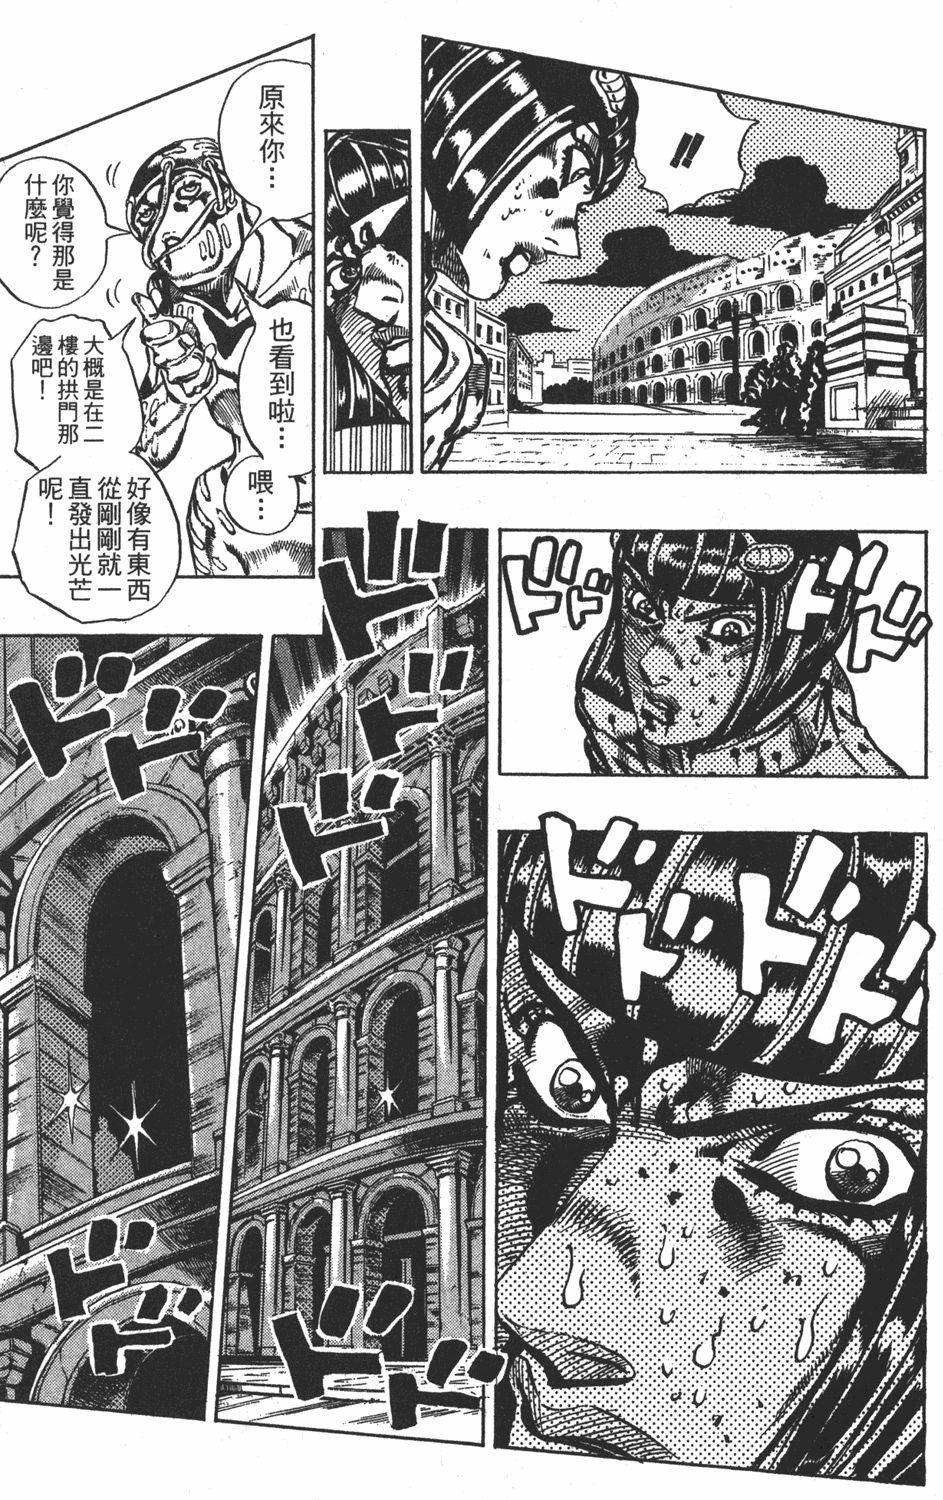 !!
原來你…
也看到啦…
喂…
你覺得那是
什麼呢？
大概是在二
樓的拱門那
邊吧！
好像有東西
從剛剛就一
直發出光芒
呢！
ドド
ドド
ドドドド
ドド
ド
ドド
ドド
ドド
ドド